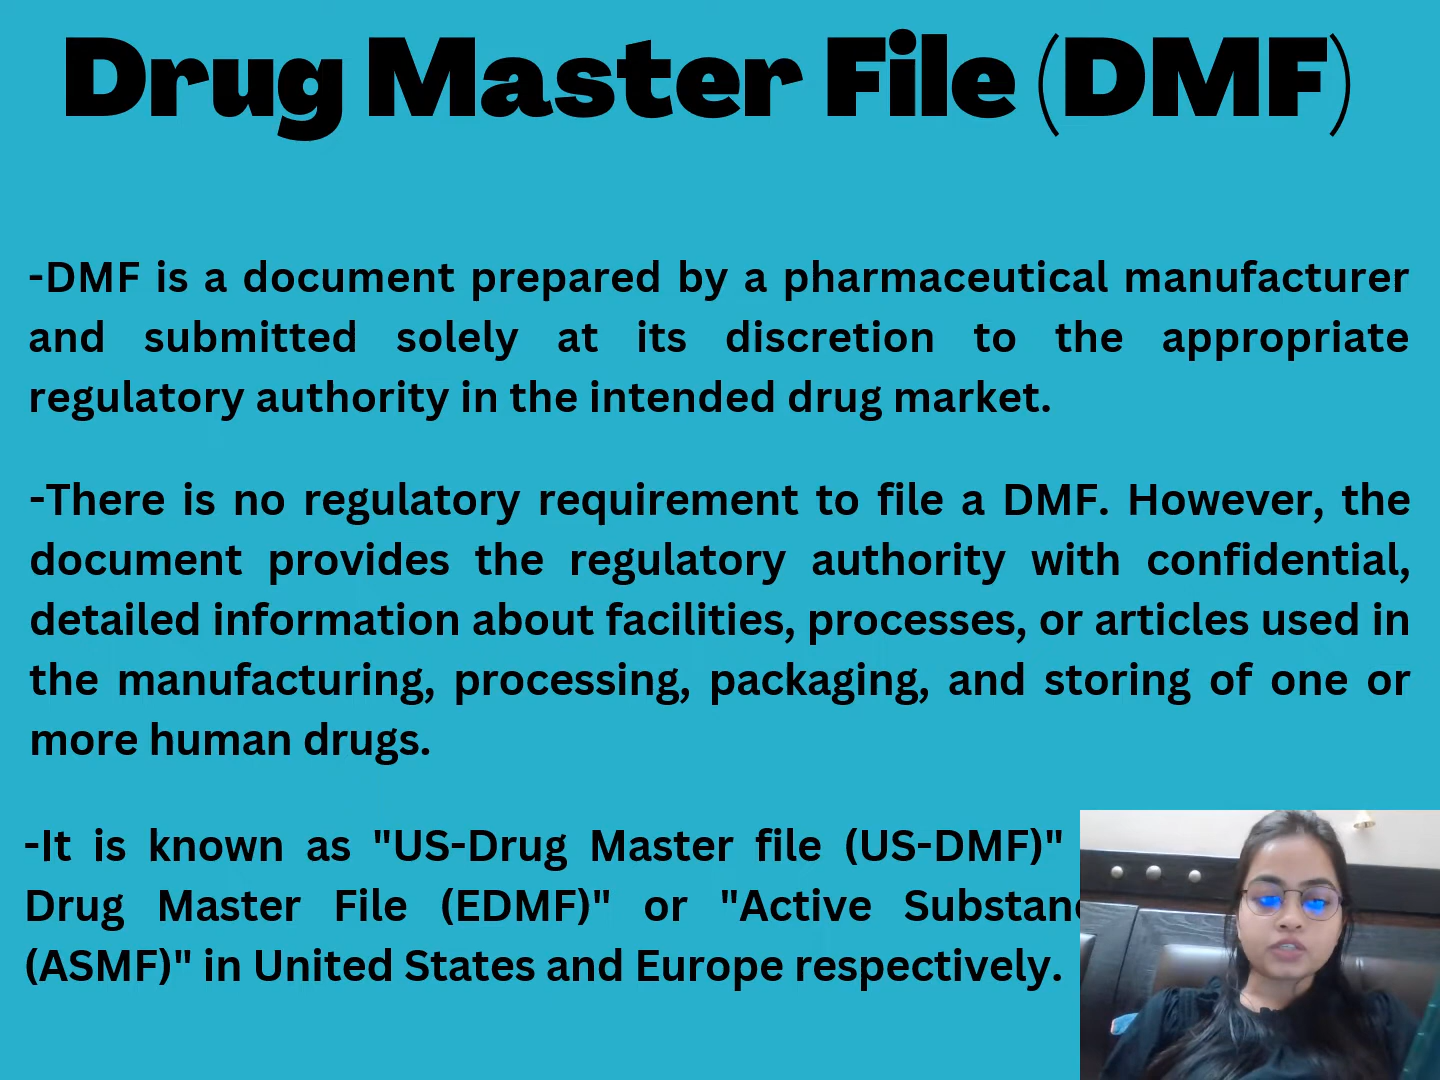 Drug Master File (DMF)
-DMF is a document prepared by a pharmaceutical manufacturer
and submitted solely at its discretion to the appropriate
regulatory authority in the intended drug market.
-There is no regulatory requirement to file a DMF. However, the
document provides the regulatory authority with confidential,
detailed information about facilities, processes, or articles used in
the manufacturing, processing, packaging, and storing of one or
more human drugs.
-It is known as "US-Drug Master file (US-DMF)"
Drug Master File (EDMF)" or "Active
(ASMF)" in United States and Europe respectively.